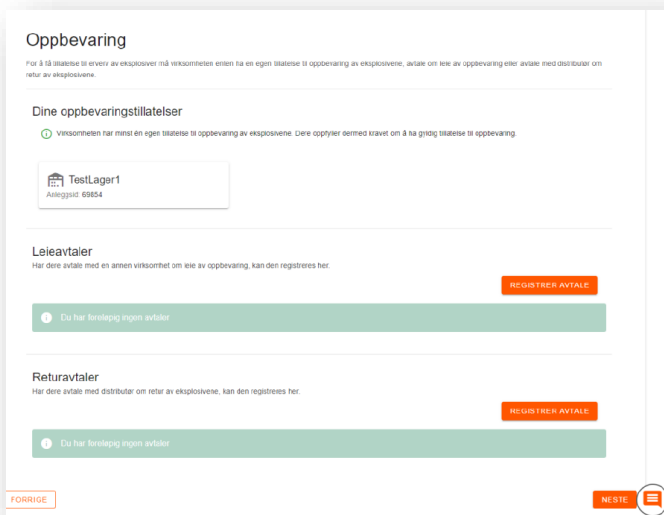 Oppbevaring
For å få tillatelse til erverv av eksplosiver må virksomheten enten ha en egen tillatelse til oppbevaring av eksplosivene, avtale om leie av oppbevaring eller avtale med distributør om
retur av eksplosivene.
Dine oppbevaringstillatelser
Virksomheten har minst én egen tillatelse til oppbevaring av eksplosivene. Dere oppfyller dermed kravet om å ha gyldig tillatelse til oppbevaring.
TestLager1
Anleggsid: 69854
Leieavtaler
Har dere avtale med en annen virksomhet om leie av oppbevaring, kan den registreres her.
REGISTRER AVTALE
Du har foreløpig ingen avtaler
Returavtaler
Har dere avtale med distributør om retur av eksplosivene, kan den registreres her.
REGISTRER AVTALE
Du har foreløpig ingen avtaler
FORRIGE
NESTE